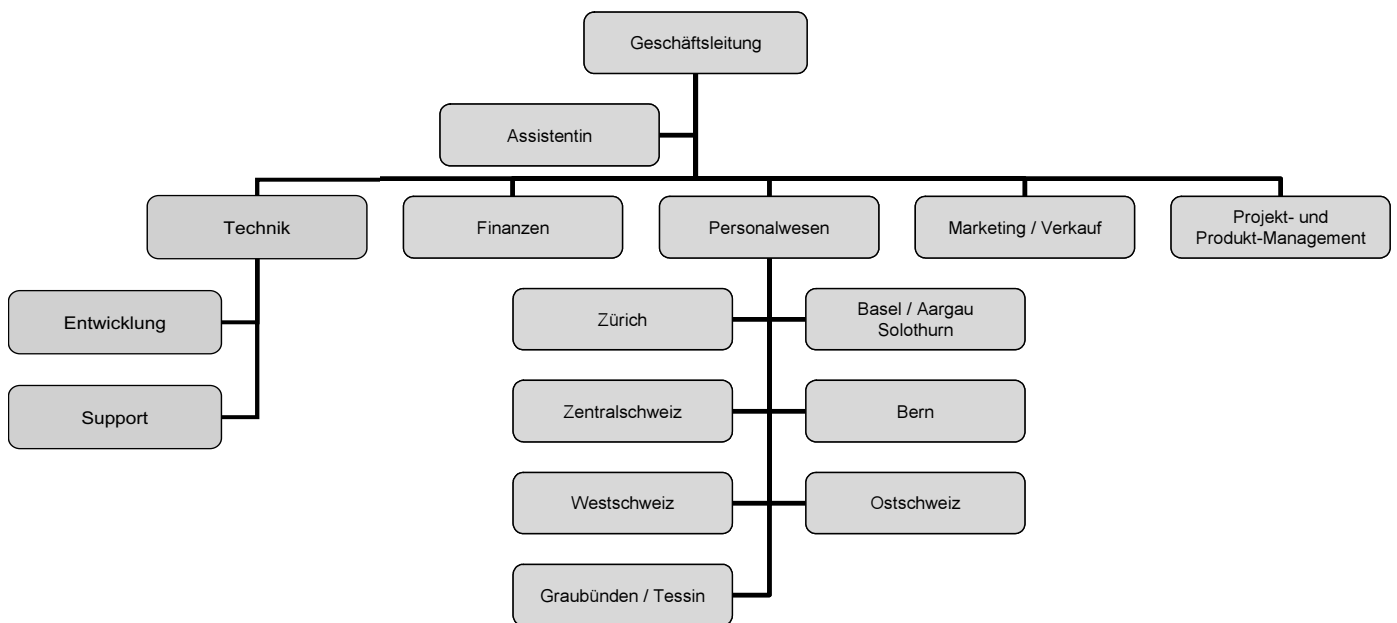 Geschäftsleitung
Assistentin
Technik
Finanzen
Personalwesen
Marketing / Verkauf
Projekt- und
Produkt-Management
Entwicklung
Support
Zürich
Basel / Aargau
Solothurn
Zentralschweiz
Bern
Westschweiz
Ostschweiz
Graubünden / Tessin